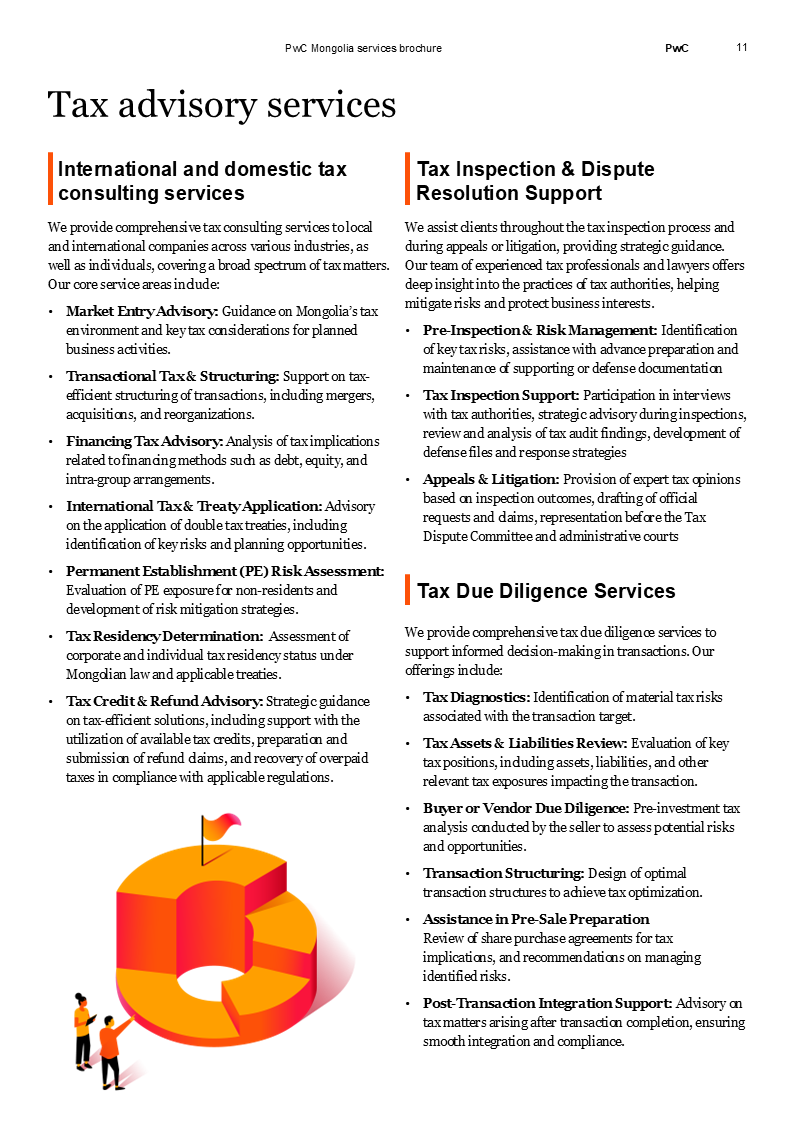 PwC Mongolia services brochure
PwC
11
Tax advisory services
International and domestic tax
consulting services
We provide comprehensive tax consulting services to local
and international companies across various industries, as
well as individuals, covering a broad spectrum of tax matters.
Our core service areas include:
• Market Entry Advisory: Guidance on Mongolia’s tax
environment and key tax considerations for planned
business activities.
• Transactional Tax & Structuring: Support on tax-
efficient structuring of transactions, including mergers,
acquisitions, and reorganizations.
• Financing Tax Advisory: Analysis of tax implications
related to financing methods such as debt, equity, and
intra-group arrangements.
• International Tax & Treaty Application: Advisory
on the application of double tax treaties, including
identification of key risks and planning opportunities.
• Permanent Establishment (PE) Risk Assessment:
Evaluation of PE exposure for non-residents and
development of risk mitigation strategies.
• Tax Residency Determination: Assessment of
corporate and individual tax residency status under
Mongolian law and applicable treaties.
• Tax Credit & Refund Advisory: Strategic guidance
on tax-efficient solutions, including support with the
utilization of available tax credits, preparation and
submission of refund claims, and recovery of overpaid
taxes in compliance with applicable regulations.
Tax Inspection & Dispute
Resolution Support
We assist clients throughout the tax inspection process and
during appeals or litigation, providing strategic guidance.
Our team of experienced tax professionals and lawyers offers
deep insight into the practices of tax authorities, helping
mitigate risks and protect business interests.
• Pre-Inspection & Risk Management: Identification
of key tax risks, assistance with advance preparation and
maintenance of supporting or defense documentation
• Tax Inspection Support: Participation in interviews
with tax authorities, strategic advisory during inspections,
review and analysis of tax audit findings, development of
defense files and response strategies
• Appeals & Litigation: Provision of expert tax opinions
based on inspection outcomes, drafting of official
requests and claims, representation before the Tax
Dispute Committee and administrative courts
Tax Due Diligence Services
We provide comprehensive tax due diligence services to
support informed decision-making in transactions. Our
offerings include:
• Tax Diagnostics: Identification of material tax risks
associated with the transaction target.
• Tax Assets & Liabilities Review: Evaluation of key
tax positions, including assets, liabilities, and other
relevant tax exposures impacting the transaction.
• Buyer or Vendor Due Diligence: Pre-investment tax
analysis conducted by the seller to assess potential risks
and opportunities.
• Transaction Structuring: Design of optimal
transaction structures to achieve tax optimization.
• Assistance in Pre-Sale Preparation
Review of share purchase agreements for tax
implications, and recommendations on managing
identified risks.
• Post-Transaction Integration Support: Advisory on
tax matters arising after transaction completion, ensuring
smooth integration and compliance.